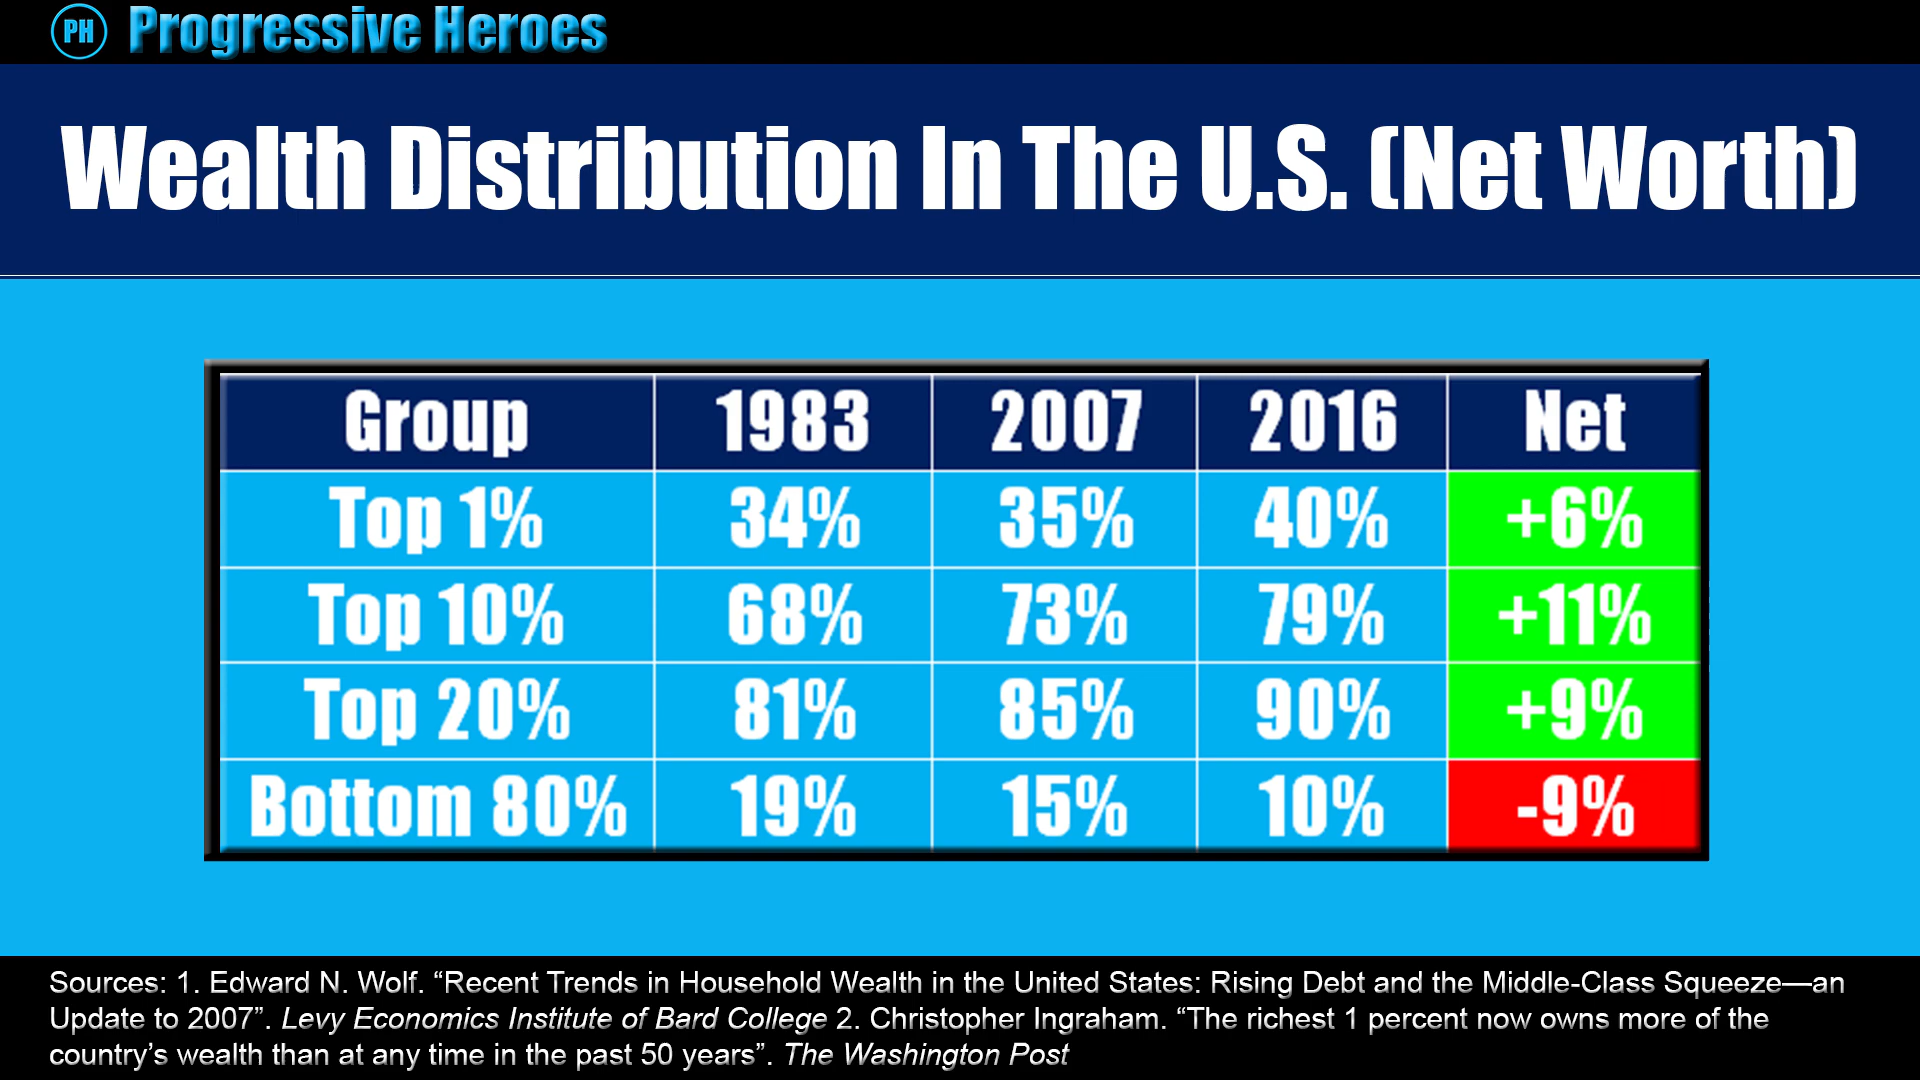 PH Progressive Heroes
Wealth Distribution In The U.S. (Net Worth)
Group 1983 2007 2016 Net
Top 1% 34% 35% 40% +6%
Top 10% 68% 73% 79% +11%
Top 20% 81% 85% 90% +9%
Bottom 80% 19% 15% 10% -9%
Sources: 1. Edward N. Wolf. “Recent Trends in Household Wealth in the United States: Rising Debt and the Middle-Class Squeeze—an
Update to 2007”. Levy Economics Institute of Bard College 2. Christopher Ingraham. “The richest 1 percent now owns more of the
country’s wealth than at any time in the past 50 years”. The Washington Post